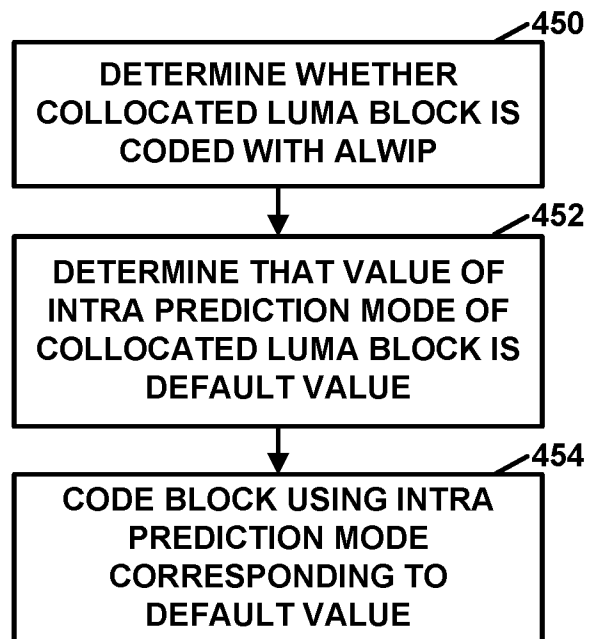 450
DETERMINE WHETHER
COLLOCATED LUMA BLOCK IS
CODED WITH ALWIP
452
DETERMINE THAT VALUE OF
INTRA PREDICTION MODE OF
COLLOCATED LUMA BLOCK IS
DEFAULT VALUE
454
CODE BLOCK USING INTRA
PREDICTION MODE
CORRESPONDING TO
DEFAULT VALUE